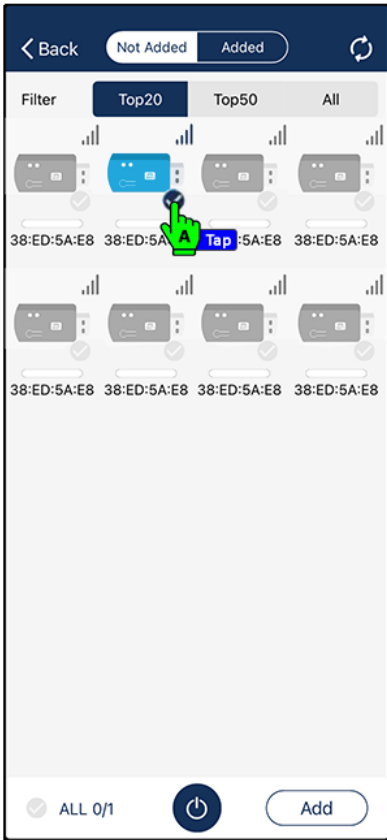 Back Not Added Added
Filter Top20 Top50 All
38:ED:5A:E8 38:ED:5A A Tap :5A:E8 38:ED:5A:E8
38:ED:5A:E8 38:ED:5A:E8 38:ED:5A:E8 38:ED:5A:E8
ALL 0/1 Add